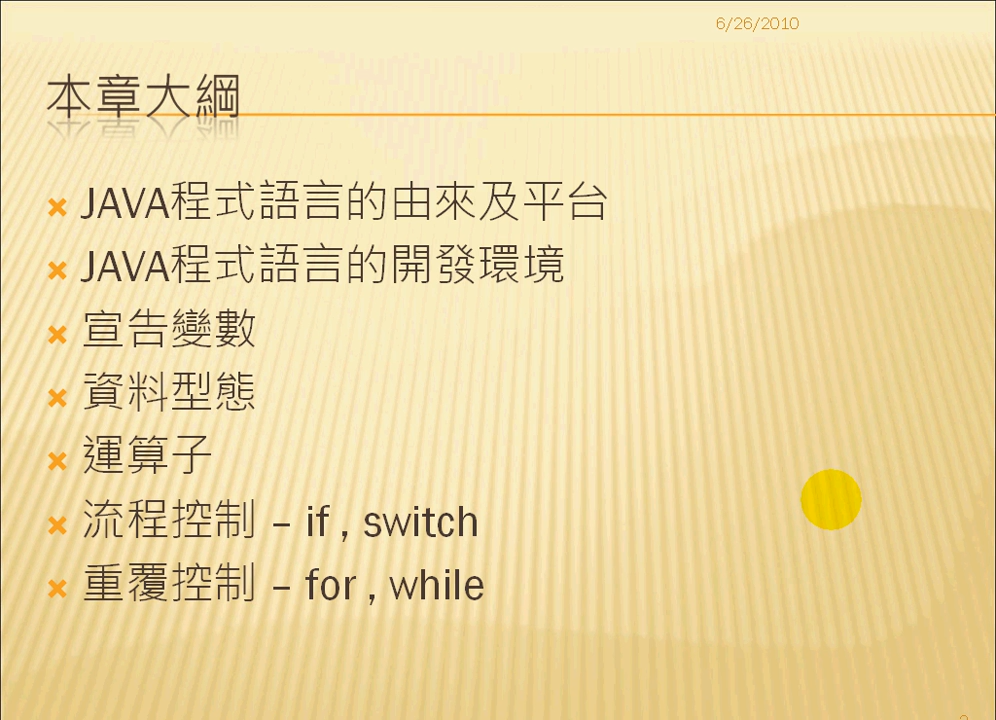 6/26/2010
本章大綱
JAVA程式語言的由來及平台
JAVA程式語言的開發環境
宣告變數
資料型態
運算子
流程控制 – if , switch
重覆控制 – for , while